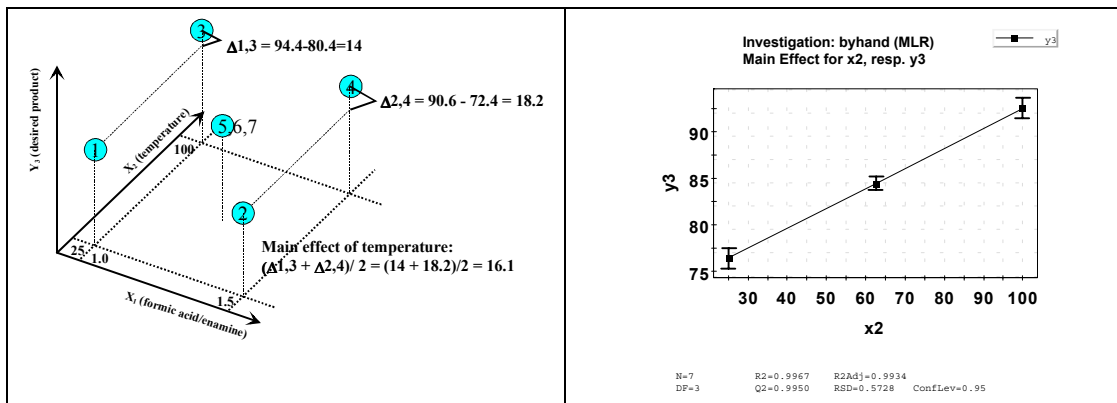 3
Δ1,3 = 94.4-80.4=14
4
Δ2,4 = 90.6 - 72.4 = 18.2
5,6,7
1
2
Y3 (desired product)
X2 (temperature)
100
25
1.0
1.5
X1 (formic acid/enamine)
Main effect of temperature:
(Δ1,3 + Δ2,4)/ 2 = (14 + 18.2)/2 = 16.1
Investigation: byhand (MLR)
Main Effect for x2, resp. y3
y3
90
85
80
75
y3
30 40 50 60 70 80 90 100
x2
N=7 R2=0.9967 R2Adj=0.9934
DF=3 Q2=0.9950 RSD=0.5728 ConfLev=0.95